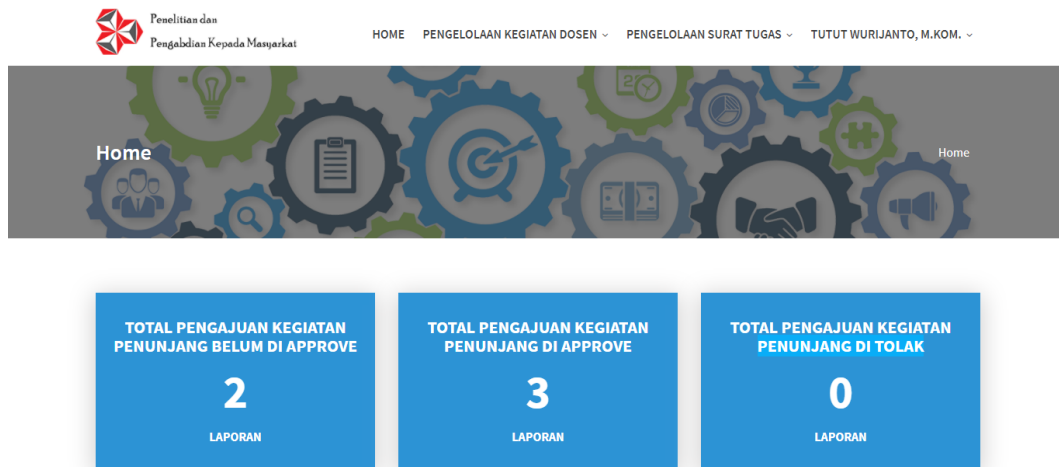 Penelitian dan
Pengabdian Kepada Masyarkat
HOME PENGELOLAAN KEGIATAN DOSEN PENGELOLAAN SURAT TUGAS TUTUT WURIJANTO, M.KOM.
Home
Home
TOTAL PENGAJUAN KEGIATAN
PENUNJANG BELUM DI APPROVE
2
LAPORAN
TOTAL PENGAJUAN KEGIATAN
PENUNJANG DI APPROVE
3
LAPORAN
TOTAL PENGAJUAN KEGIATAN
PENUNJANG DI TOLAK
0
LAPORAN